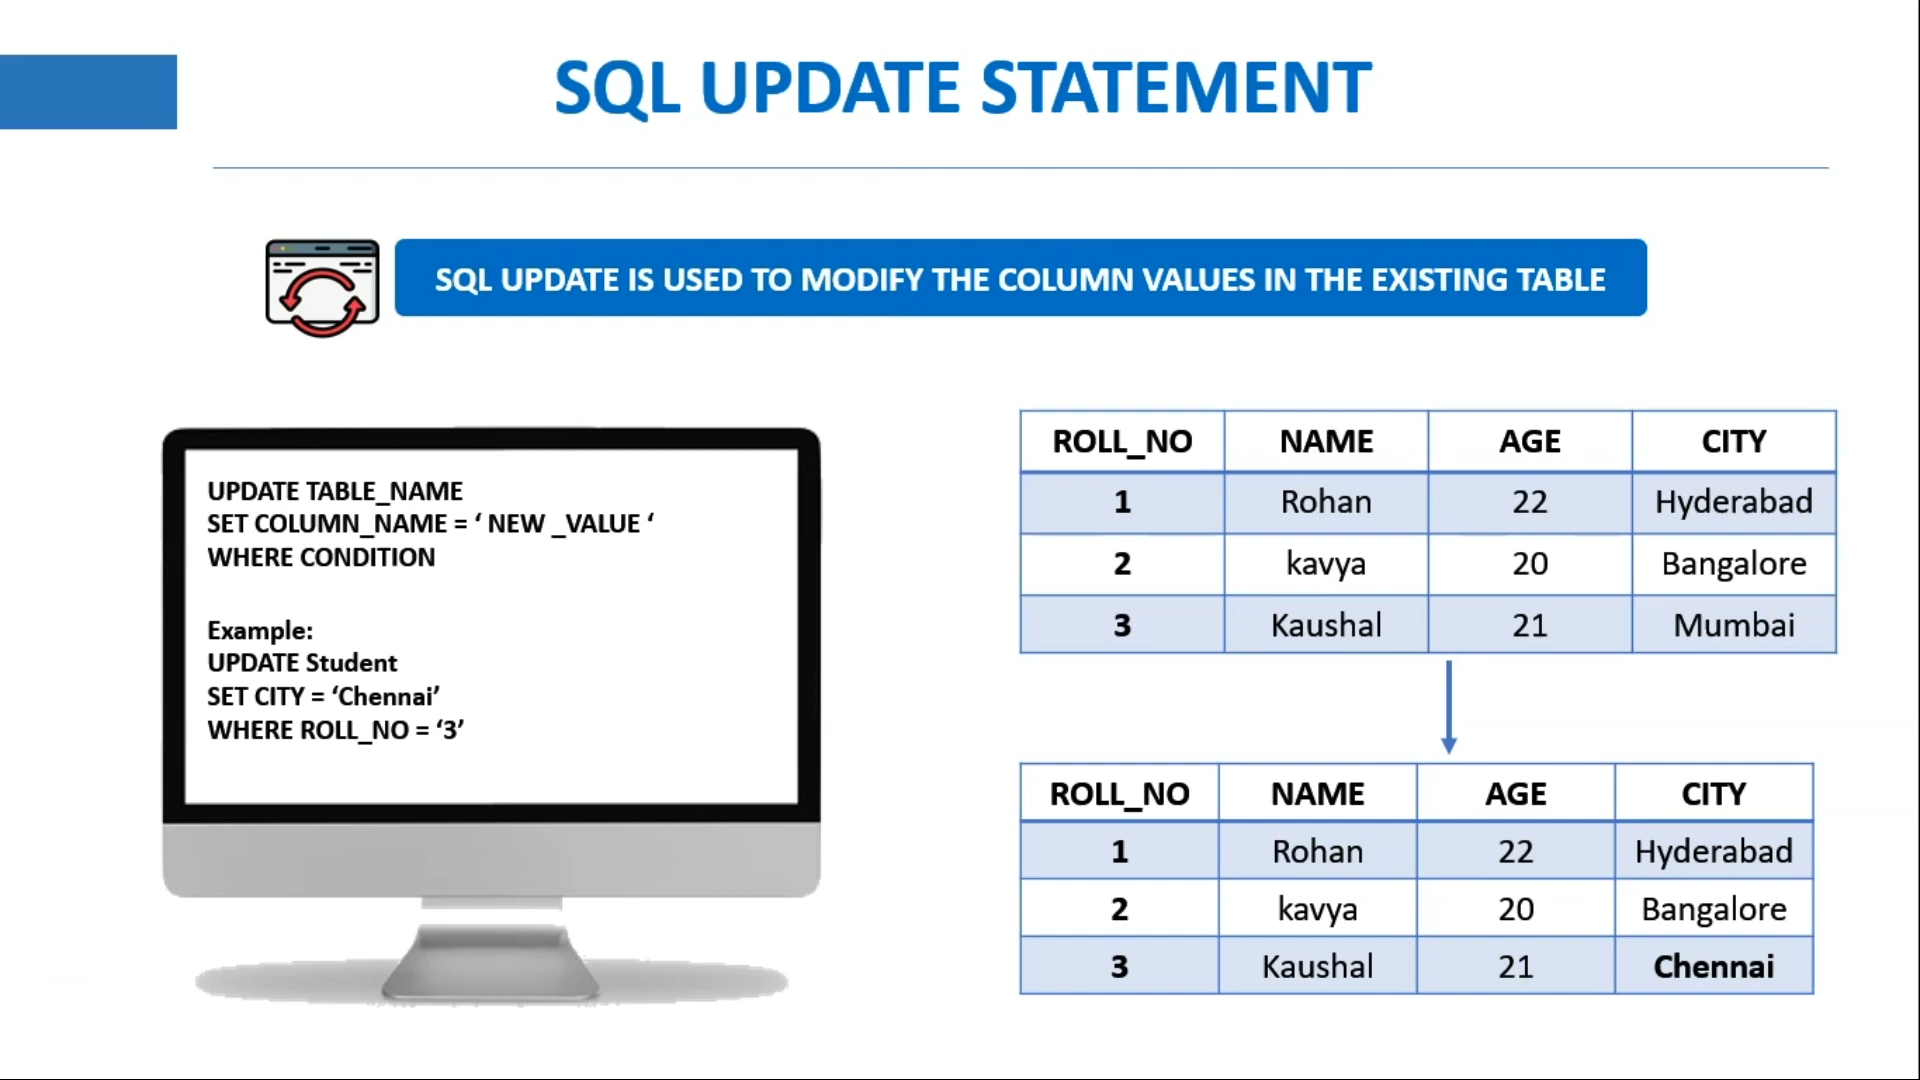 SQL UPDATE STATEMENT
SQL UPDATE IS USED TO MODIFY THE COLUMN VALUES IN THE EXISTING TABLE
UPDATE TABLE_NAME
SET COLUMN_NAME = ‘ NEW _VALUE ‘
WHERE CONDITION
Example:
UPDATE Student
SET CITY = ‘Chennai’
WHERE ROLL_NO = ‘3’
ROLL_NO NAME AGE CITY
1 Rohan 22 Hyderabad
2 kavya 20 Bangalore
3 Kaushal 21 Mumbai
ROLL_NO NAME AGE CITY
1 Rohan 22 Hyderabad
2 kavya 20 Bangalore
3 Kaushal 21 Chennai